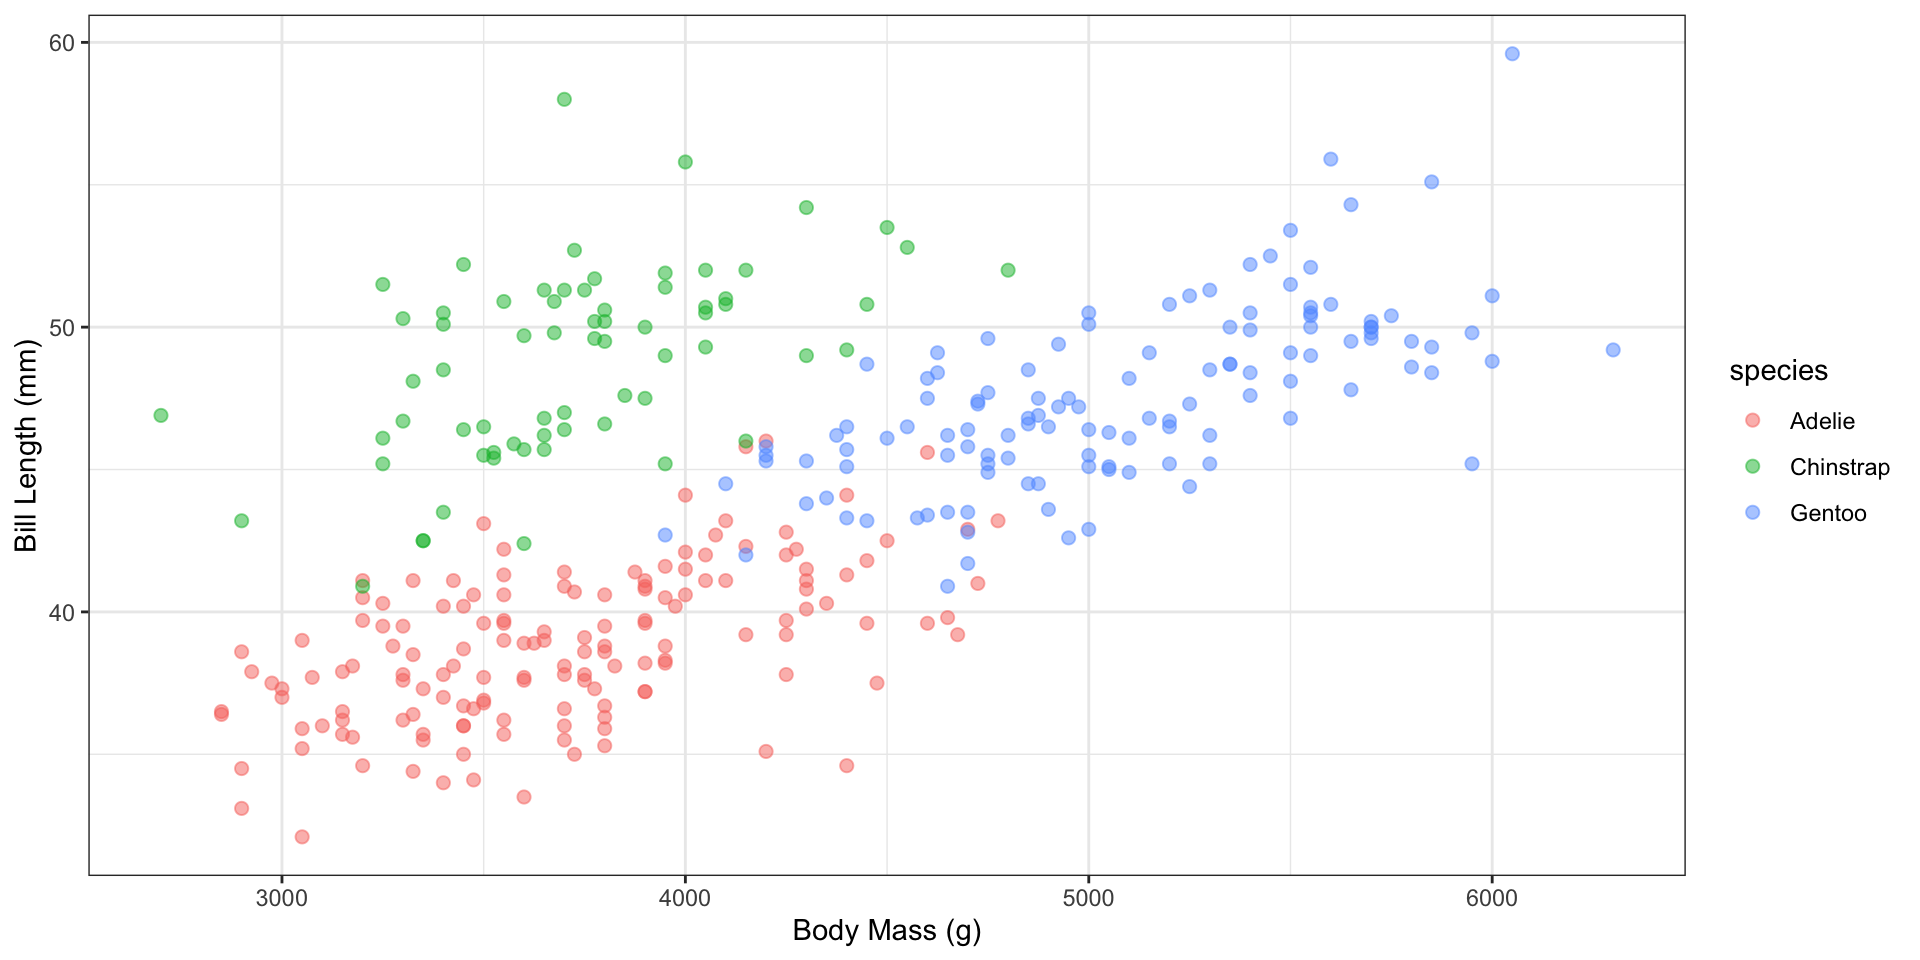 60
50
40
3000
4000
5000
6000
Body Mass (g)
Bill Length (mm)
species
Adelie
Chinstrap
Gentoo